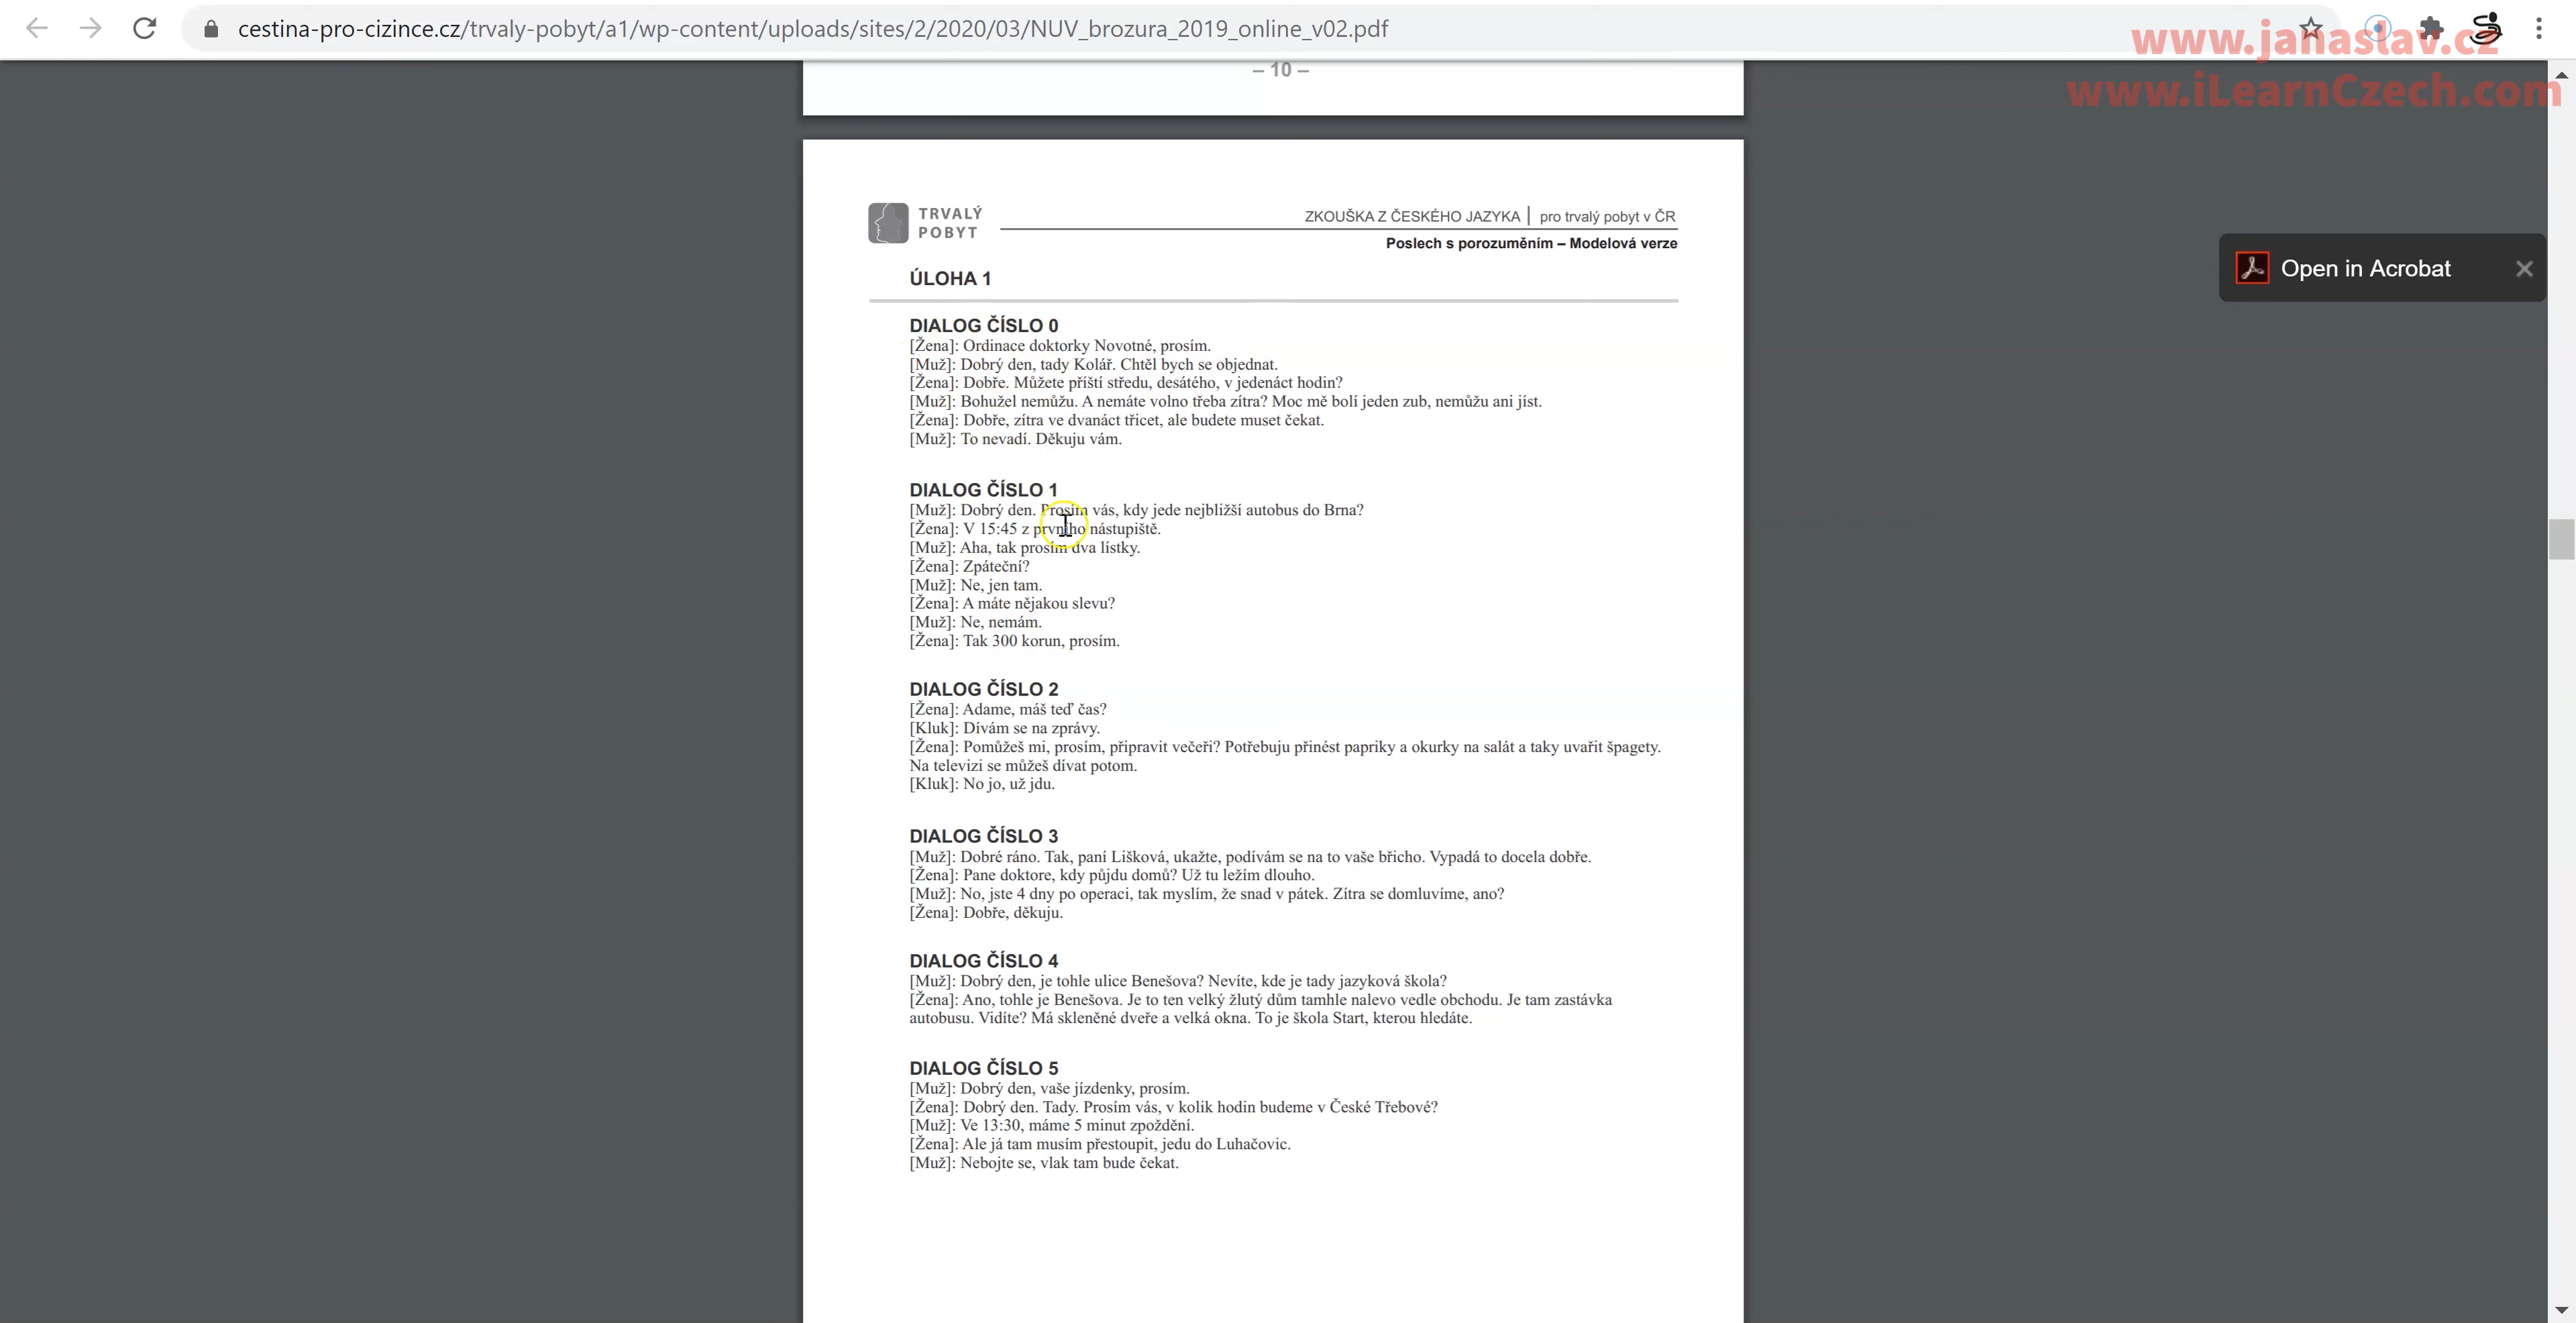 cestina-pro-cizince.cz/trvaly-pobyt/a1/wp-content/uploads/sites/2/2020/03/NUV_brozura_2019_online_v02.pdf
www.janaslav.cz
www.iLearnCzech.com
– 10 –
TRVALÝ
POBYT
ZKOUŠKA Z ČESKÉHO JAZYKA | pro trvalý pobyt v ČR
Poslech s porozuměním – Modelová verze
Open in Acrobat
ÚLOHA 1
DIALOG ČÍSLO 0
[Žena]: Ordinace doktorky Novotné, prosím.
[Muž]: Dobrý den, tady Kolář. Chtěl bych se objednat.
[Žena]: Dobře. Můžete příští středu, desátého, v jedenáct hodin?
[Muž]: Bohužel nemůžu. A nemáte volno třeba zítra? Moc mě bolí jeden zub, nemůžu ani jíst.
[Žena]: Dobře, zítra ve dvanáct třicet, ale budete muset čekat.
[Muž]: To nevadí. Děkuju vám.
DIALOG ČÍSLO 1
[Muž]: Dobrý den. Prosím vás, kdy jede nejbližší autobus do Brna?
[Žena]: V 15:45 z prvního nástupiště.
[Muž]: Aha, tak prosím dva lístky.
[Žena]: Zpáteční?
[Muž]: Ne, jen tam.
[Žena]: A máte nějakou slevu?
[Muž]: Ne, nemám.
[Žena]: Tak 300 korun, prosím.
DIALOG ČÍSLO 2
[Žena]: Adame, máš teď čas?
[Kluk]: Dívám se na zprávy.
[Žena]: Pomůžeš mi, prosím, připravit večeři? Potřebuju přinést papriky a okurky na salát a taky uvařit špagety.
Na televizi se můžeš dívat potom.
[Kluk]: No jo, už jdu.
DIALOG ČÍSLO 3
[Muž]: Dobré ráno. Tak, paní Lišková, ukažte, podívám se na to vaše břicho. Vypadá to docela dobře.
[Žena]: Pane doktore, kdy půjdu domů? Už tu ležím dlouho.
[Muž]: No, jste 4 dny po operaci, tak myslím, že snad v pátek. Zítra se domluvíme, ano?
[Žena]: Dobře, děkuju.
DIALOG ČÍSLO 4
[Muž]: Dobrý den, je tohle ulice Benešova? Nevíte, kde je tady jazyková škola?
[Žena]: Ano, tohle je Benešova. Je to ten velký žlutý dům tamhle nalevo vedle obchodu. Je tam zastávka
autobusu. Vidíte? Má skleněné dveře a velká okna. To je škola Start, kterou hledáte.
DIALOG ČÍSLO 5
[Muž]: Dobrý den, vaše jízdenky, prosím.
[Žena]: Dobrý den. Tady. Prosím vás, v kolik hodin budeme v České Třebové?
[Muž]: Ve 13:30, máme 5 minut zpoždění.
[Žena]: Ale já tam musím přestoupit, jedu do Luhačovic.
[Muž]: Nebojte se, vlak tam bude čekat.